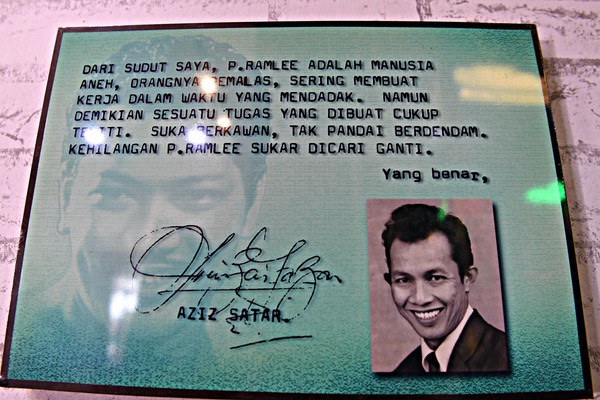 DARI SUDUT SAYA, P.RAMLEE ADALAH MANUSIA
ANEH, ORANGNYA PEMALAS, SERING MEMBUAT
KERJA DALAM WAKTU YANG MENDADAK. NAMUN
DEMIKIAN SESUATU TUGAS YANG DIBUAT CUKUP
TELITI. SUKA BERKAWAN, TAK PANDAI BERDENDAM.
KEHILANGAN P.RAMLEE SUKAR DICARI GANTI.
Yang benar,
AZIZ SATAR.